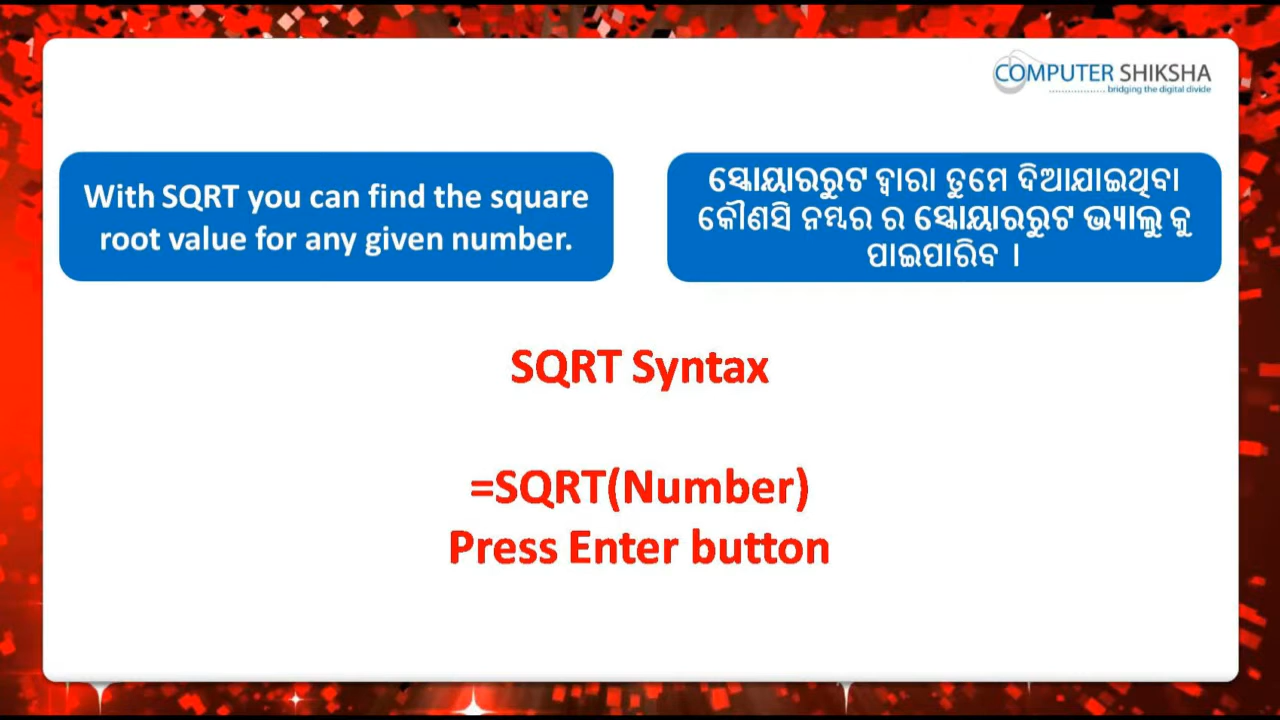 COMPUTER SHIKSHA
bridging the digital divide
With SQRT you can find the square
root value for any given number.
ସ୍କୋୟାରରୁଟ ଦ୍ୱାରା ତୁମେ ଦିଆଯାଇଥିବା
କୌଣସି ନମ୍ବର ର ସ୍କୋୟାରରୁଟ ଭ୍ୟାଲୁ କୁ
ପାଇପାରିବ ।
SQRT Syntax
=SQRT(Number)
Press Enter button